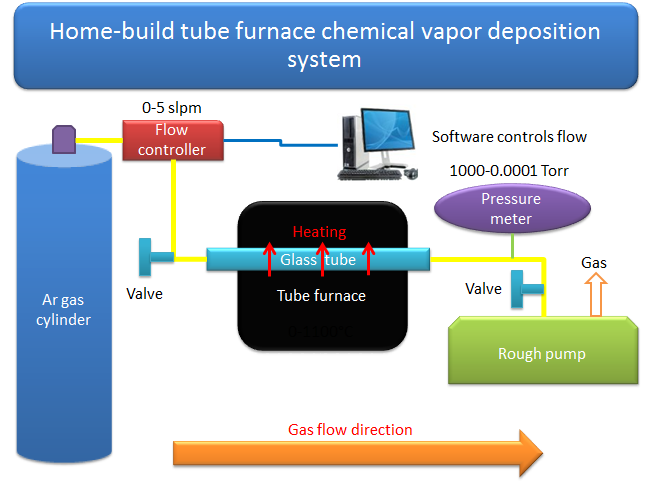 Home-build tube furnace chemical vapor deposition
system
0-5 slpm
Flow
controller
Software controls flow
1000-0.0001 Torr
Pressure
meter
Heating
Glass tube
Tube furnace
Valve
Ar gas
cylinder
Valve
Gas
Rough pump
Gas flow direction